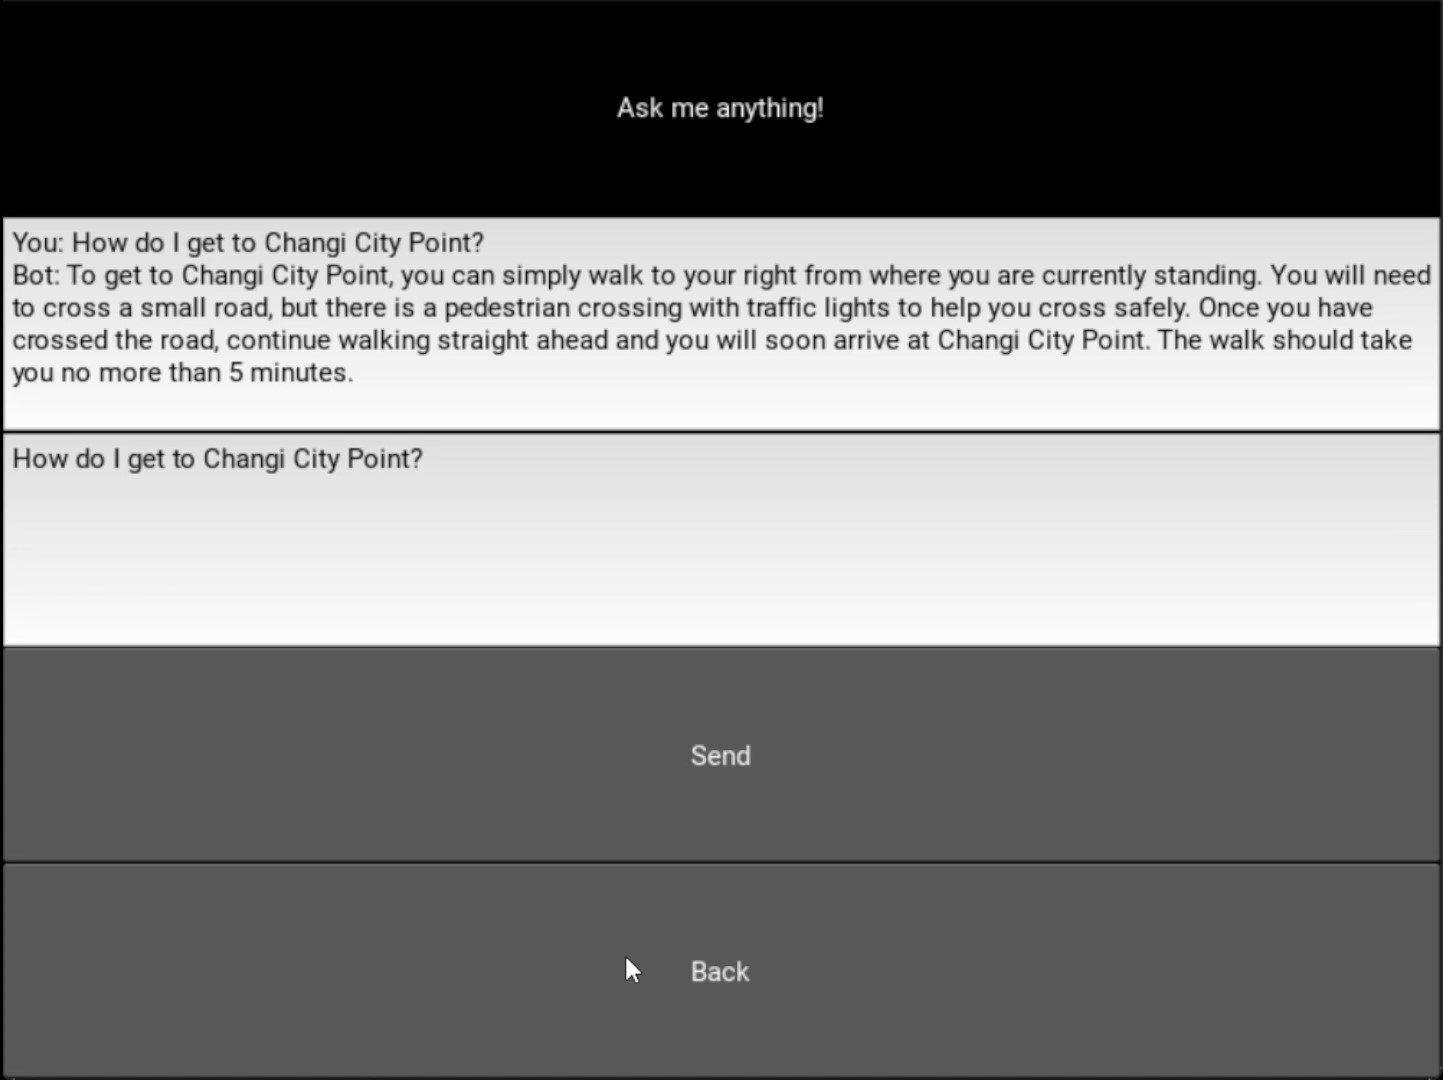 Ask me anything!
You: How do I get to Changi City Point?
Bot: To get to Changi City Point, you can simply walk to your right from where you are currently standing. You will need
to cross a small road, but there is a pedestrian crossing with traffic lights to help you cross safely. Once you have
crossed the road, continue walking straight ahead and you will soon arrive at Changi City Point. The walk should take
you no more than 5 minutes.
How do I get to Changi City Point?
Send
Back